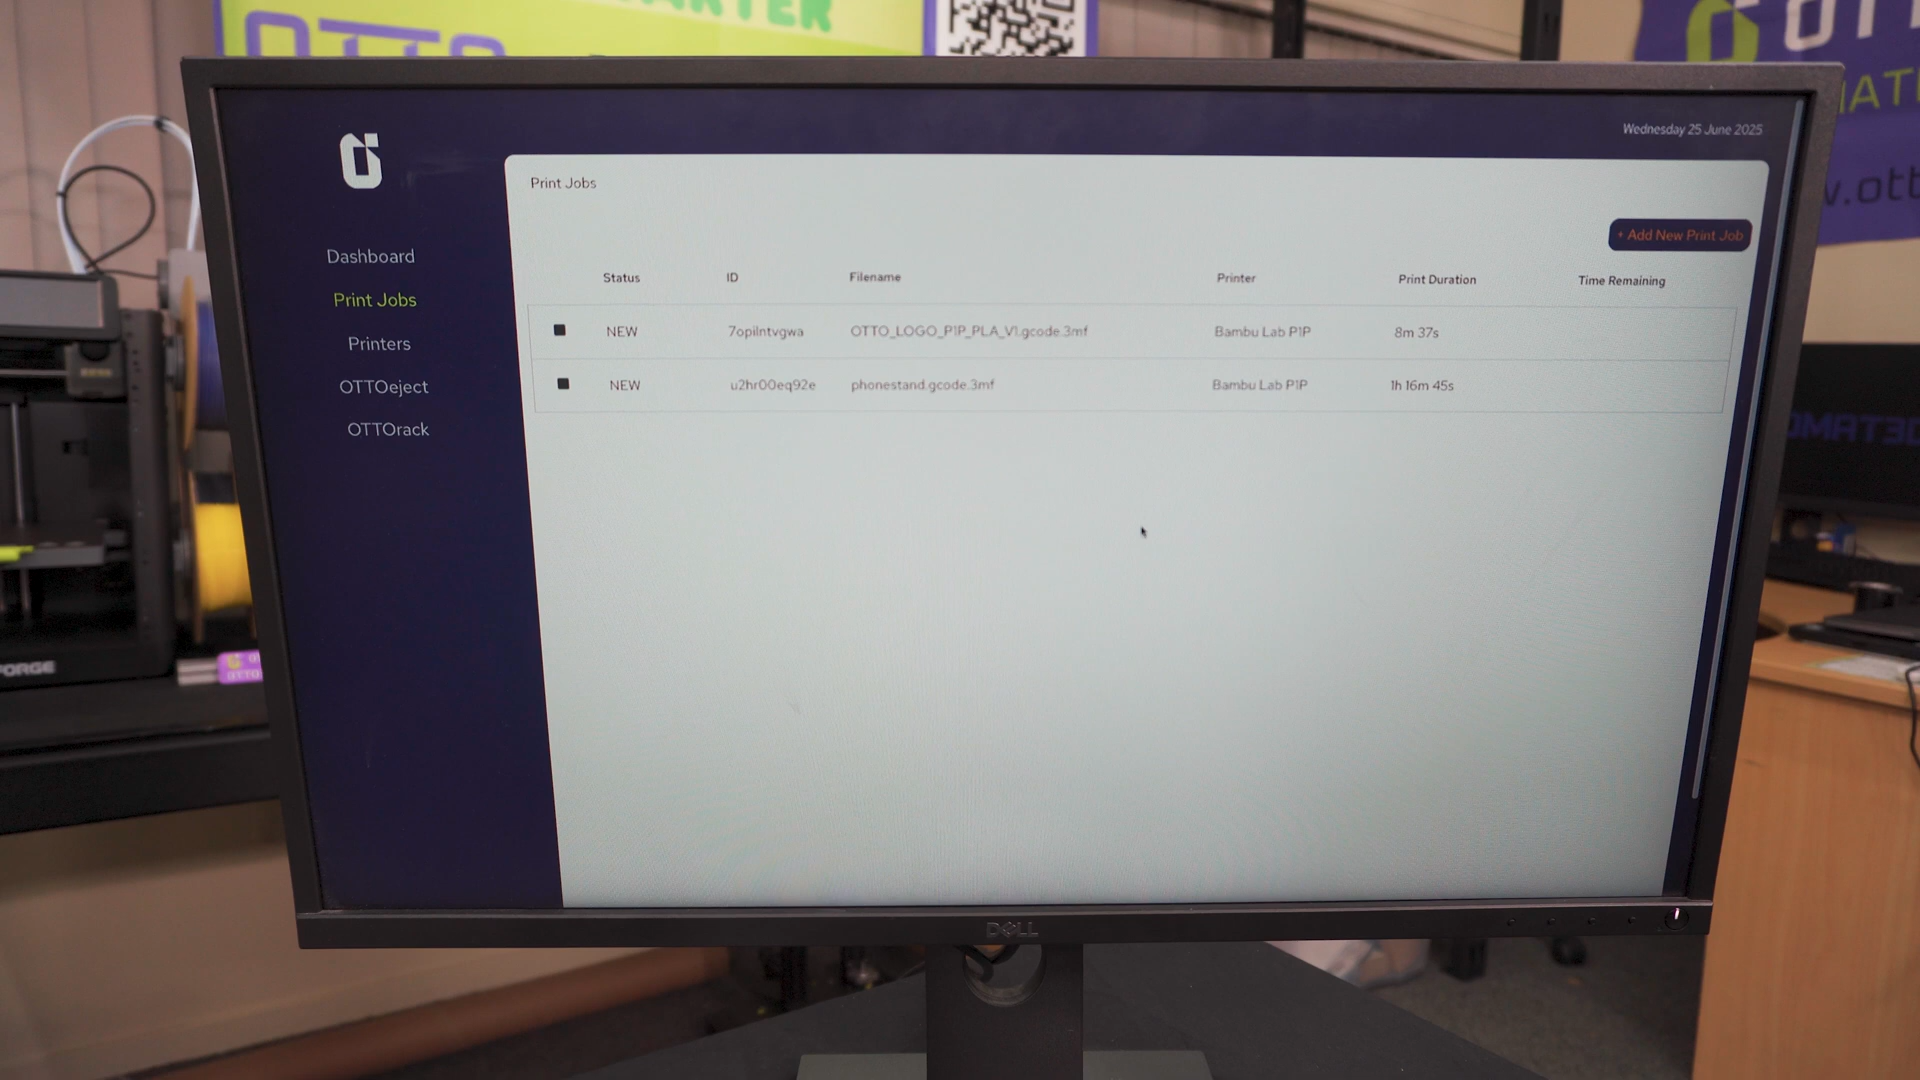 OTTO
Wednesday 25 June 2025
Print Jobs
+ Add New Print Job
Dashboard
Print Jobs
Printers
OTTOeject
OTTOrack
Status ID Filename Printer Print Duration Time Remaining
NEW 7opilntvgwa OTTO_LOGO_P1P_PLA_V1.gcode.3mf Bambu Lab P1P 8m 37s
NEW u2hr00eq92e phonestand.gcode.3mf Bambu Lab P1P 1h 16m 45s
DELL